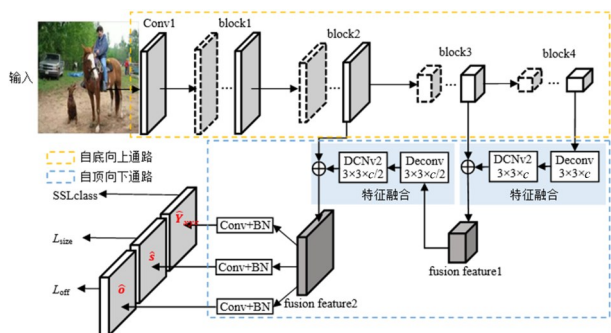 Conv1
block1
block2
block3
block4
输入
自底向上通路
自顶向下通路
DCNv2
3×3×c/2
Deconv
3×3×c/2
DCNv2
3×3×c
Deconv
3×3×c
特征融合
特征融合
SSLclass
Ŷ
Conv+BN
fusion feature1
L_size
ŝ
Conv+BN
L_off
ô
Conv+BN
fusion feature2